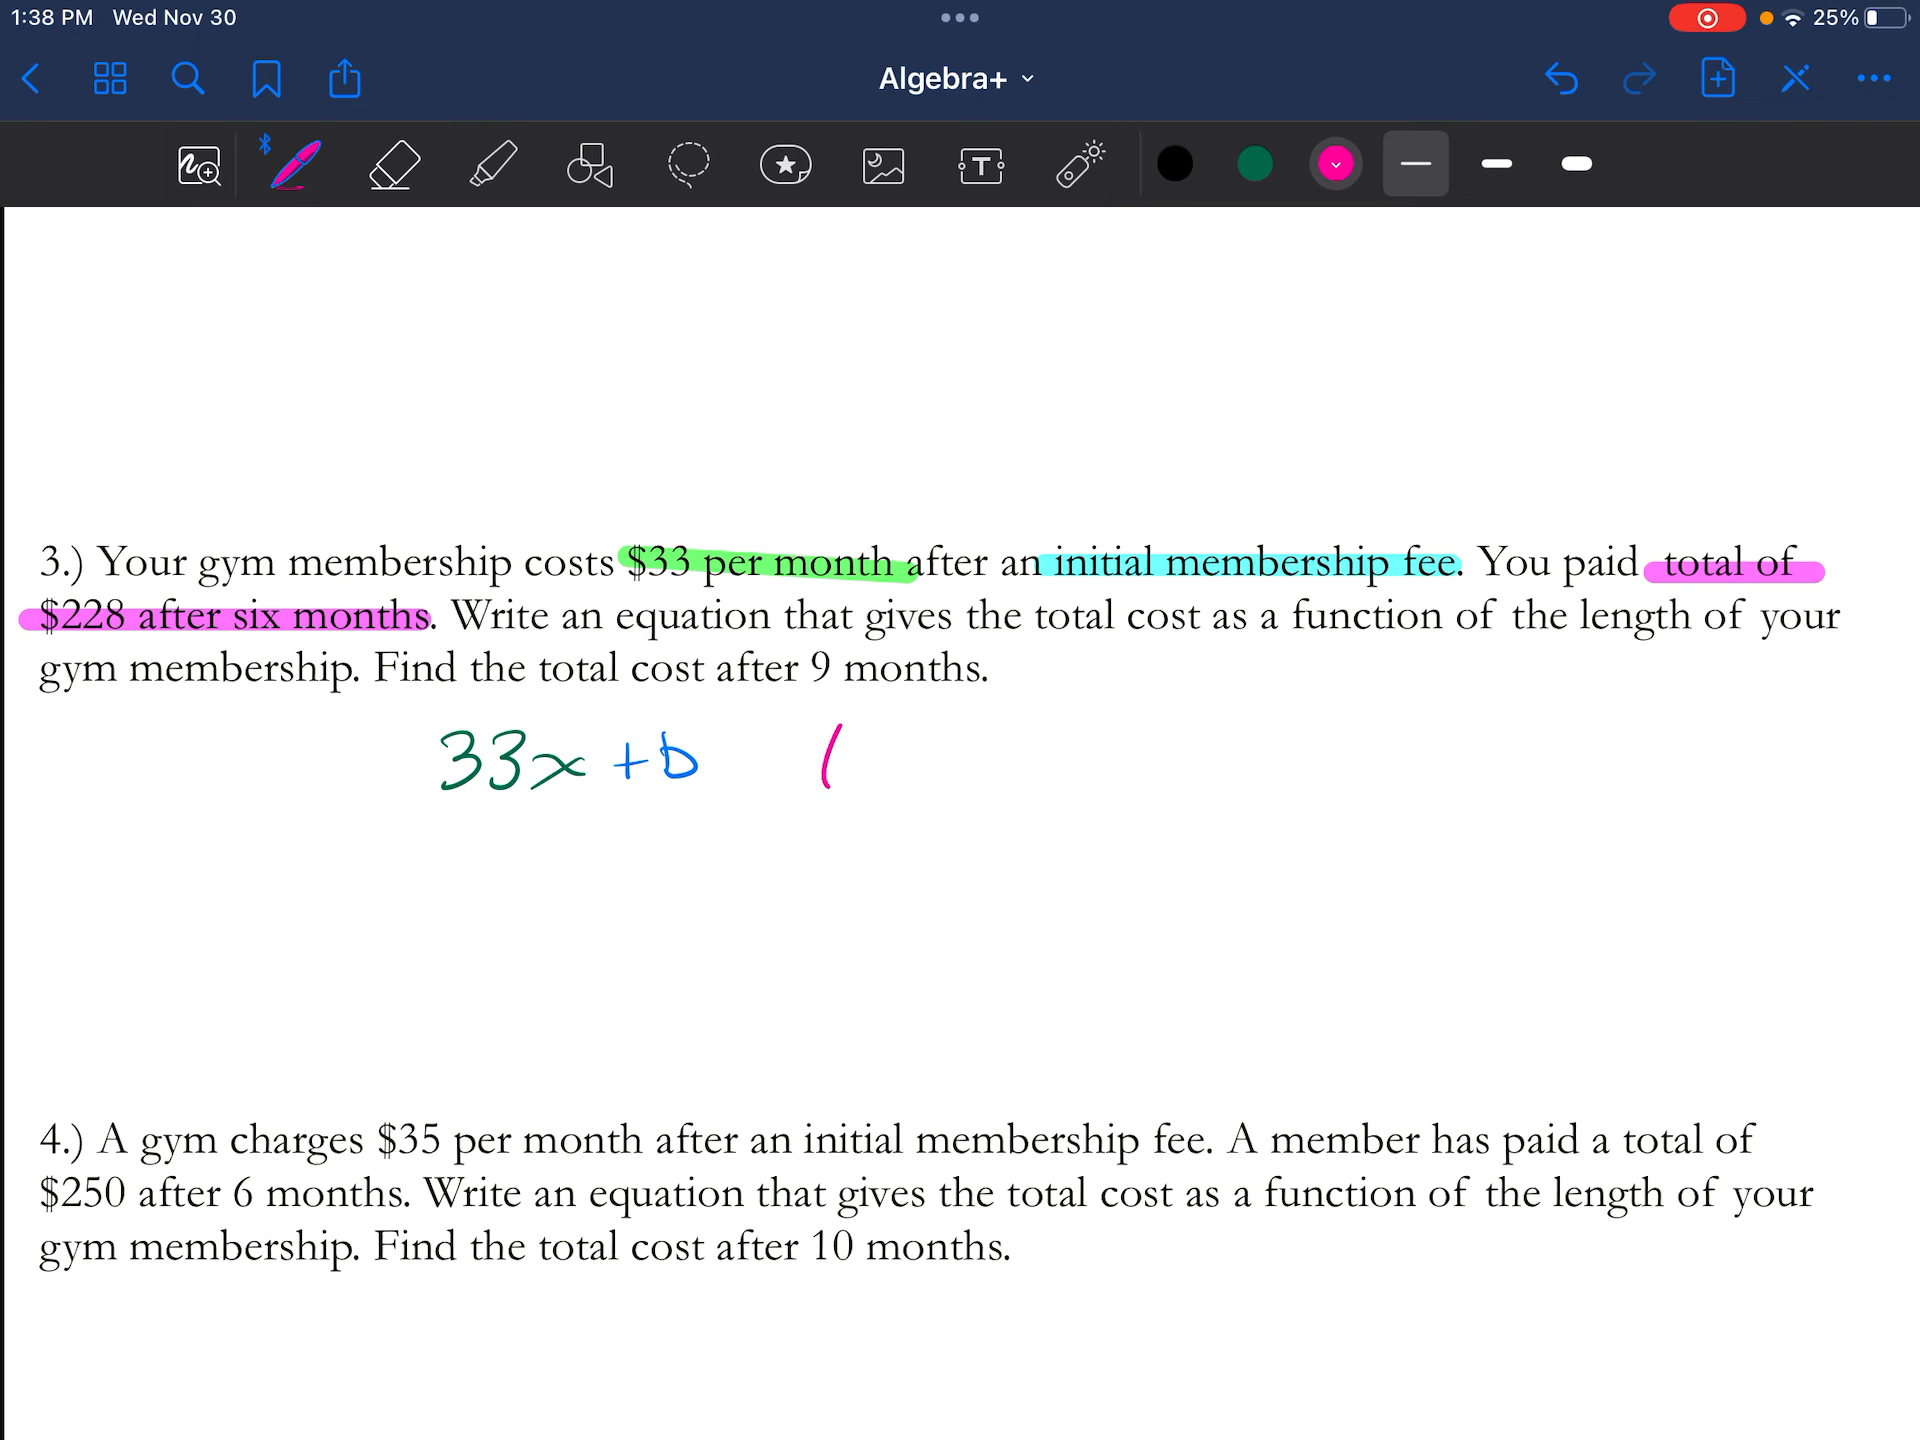 1:38 PM Wed Nov 30
25%
Algebra+
T
3.) Your gym membership costs $33 per month after an initial membership fee. You paid total of
$228 after six months. Write an equation that gives the total cost as a function of the length of your
gym membership. Find the total cost after 9 months.
33x +b (
4.) A gym charges $35 per month after an initial membership fee. A member has paid a total of
$250 after 6 months. Write an equation that gives the total cost as a function of the length of your
gym membership. Find the total cost after 10 months.